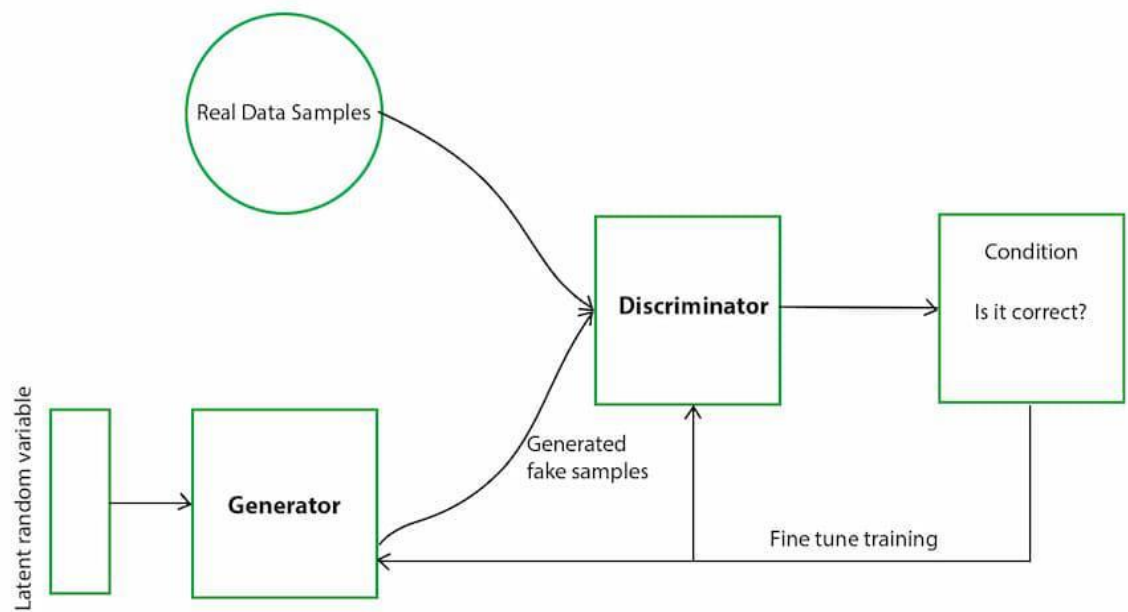 Real Data Samples
Discriminator
Condition
Is it correct?
Latent random variable
Generator
Generated
fake samples
Fine tune training